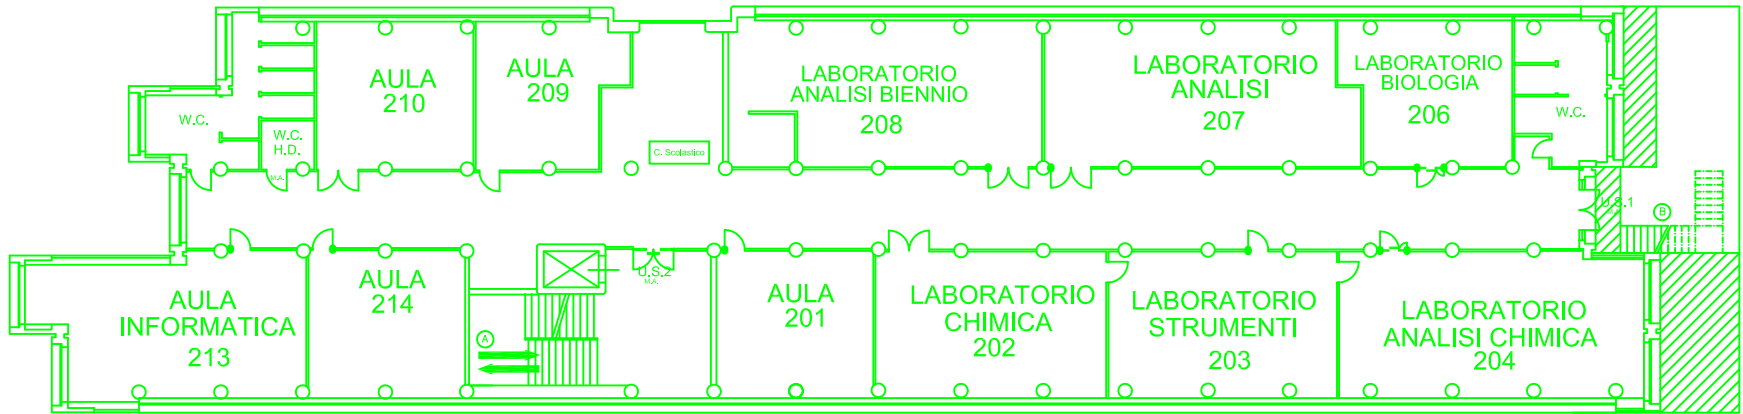 AULA
210
AULA
209
LABORATORIO
ANALISI BIENNIO
208
LABORATORIO
ANALISI
207
LABORATORIO
BIOLOGIA
206
W.C.
W.C.
H.D.
M.A.
C. Scolastico
W.C.
U.S.1
M.A.
B
AULA
INFORMATICA
213
AULA
214
A
U.S.2
M.A.
AULA
201
LABORATORIO
CHIMICA
202
LABORATORIO
STRUMENTI
203
LABORATORIO
ANALISI CHIMICA
204